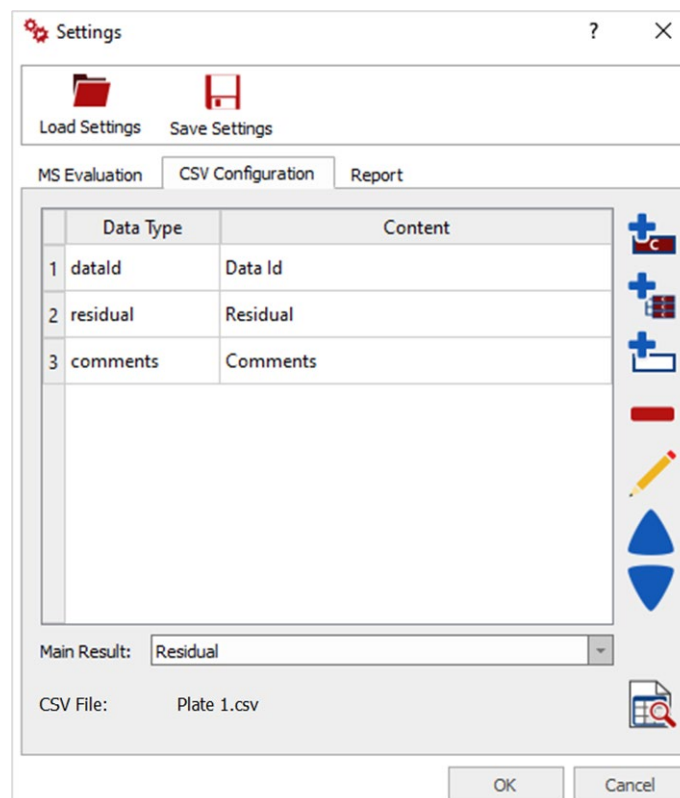 Settings ? ×
Load Settings Save Settings
MS Evaluation CSV Configuration Report
Data Type Content
1 dataId Data Id
2 residual Residual
3 comments Comments
C
Main Result: Residual
CSV File: Plate 1.csv
OK Cancel